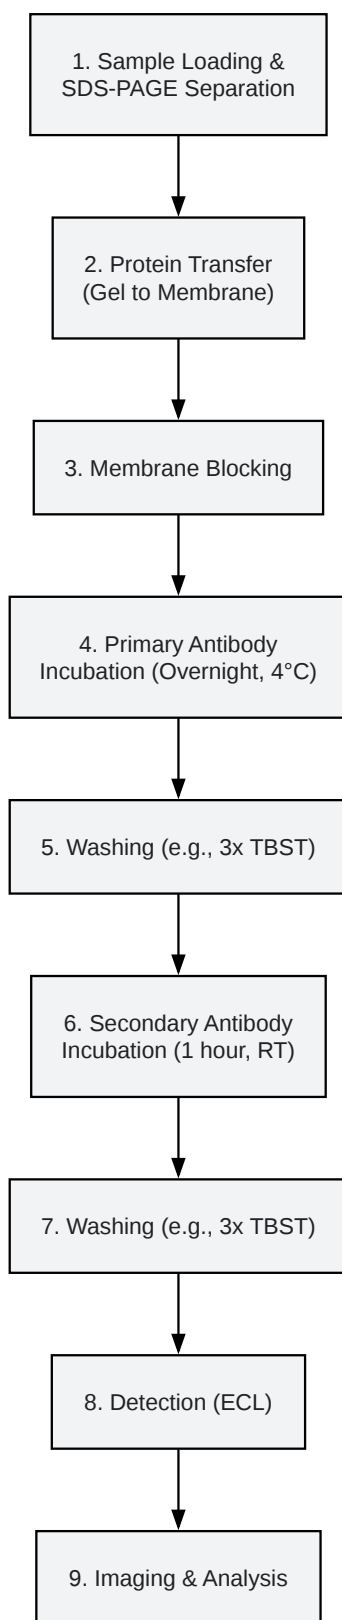 1. Sample Loading &
SDS-PAGE Separation
2. Protein Transfer
(Gel to Membrane)
3. Membrane Blocking
4. Primary Antibody
Incubation (Overnight, 4°C)
5. Washing (e.g., 3x TBST)
6. Secondary Antibody
Incubation (1 hour, RT)
7. Washing (e.g., 3x TBST)
8. Detection (ECL)
9. Imaging & Analysis